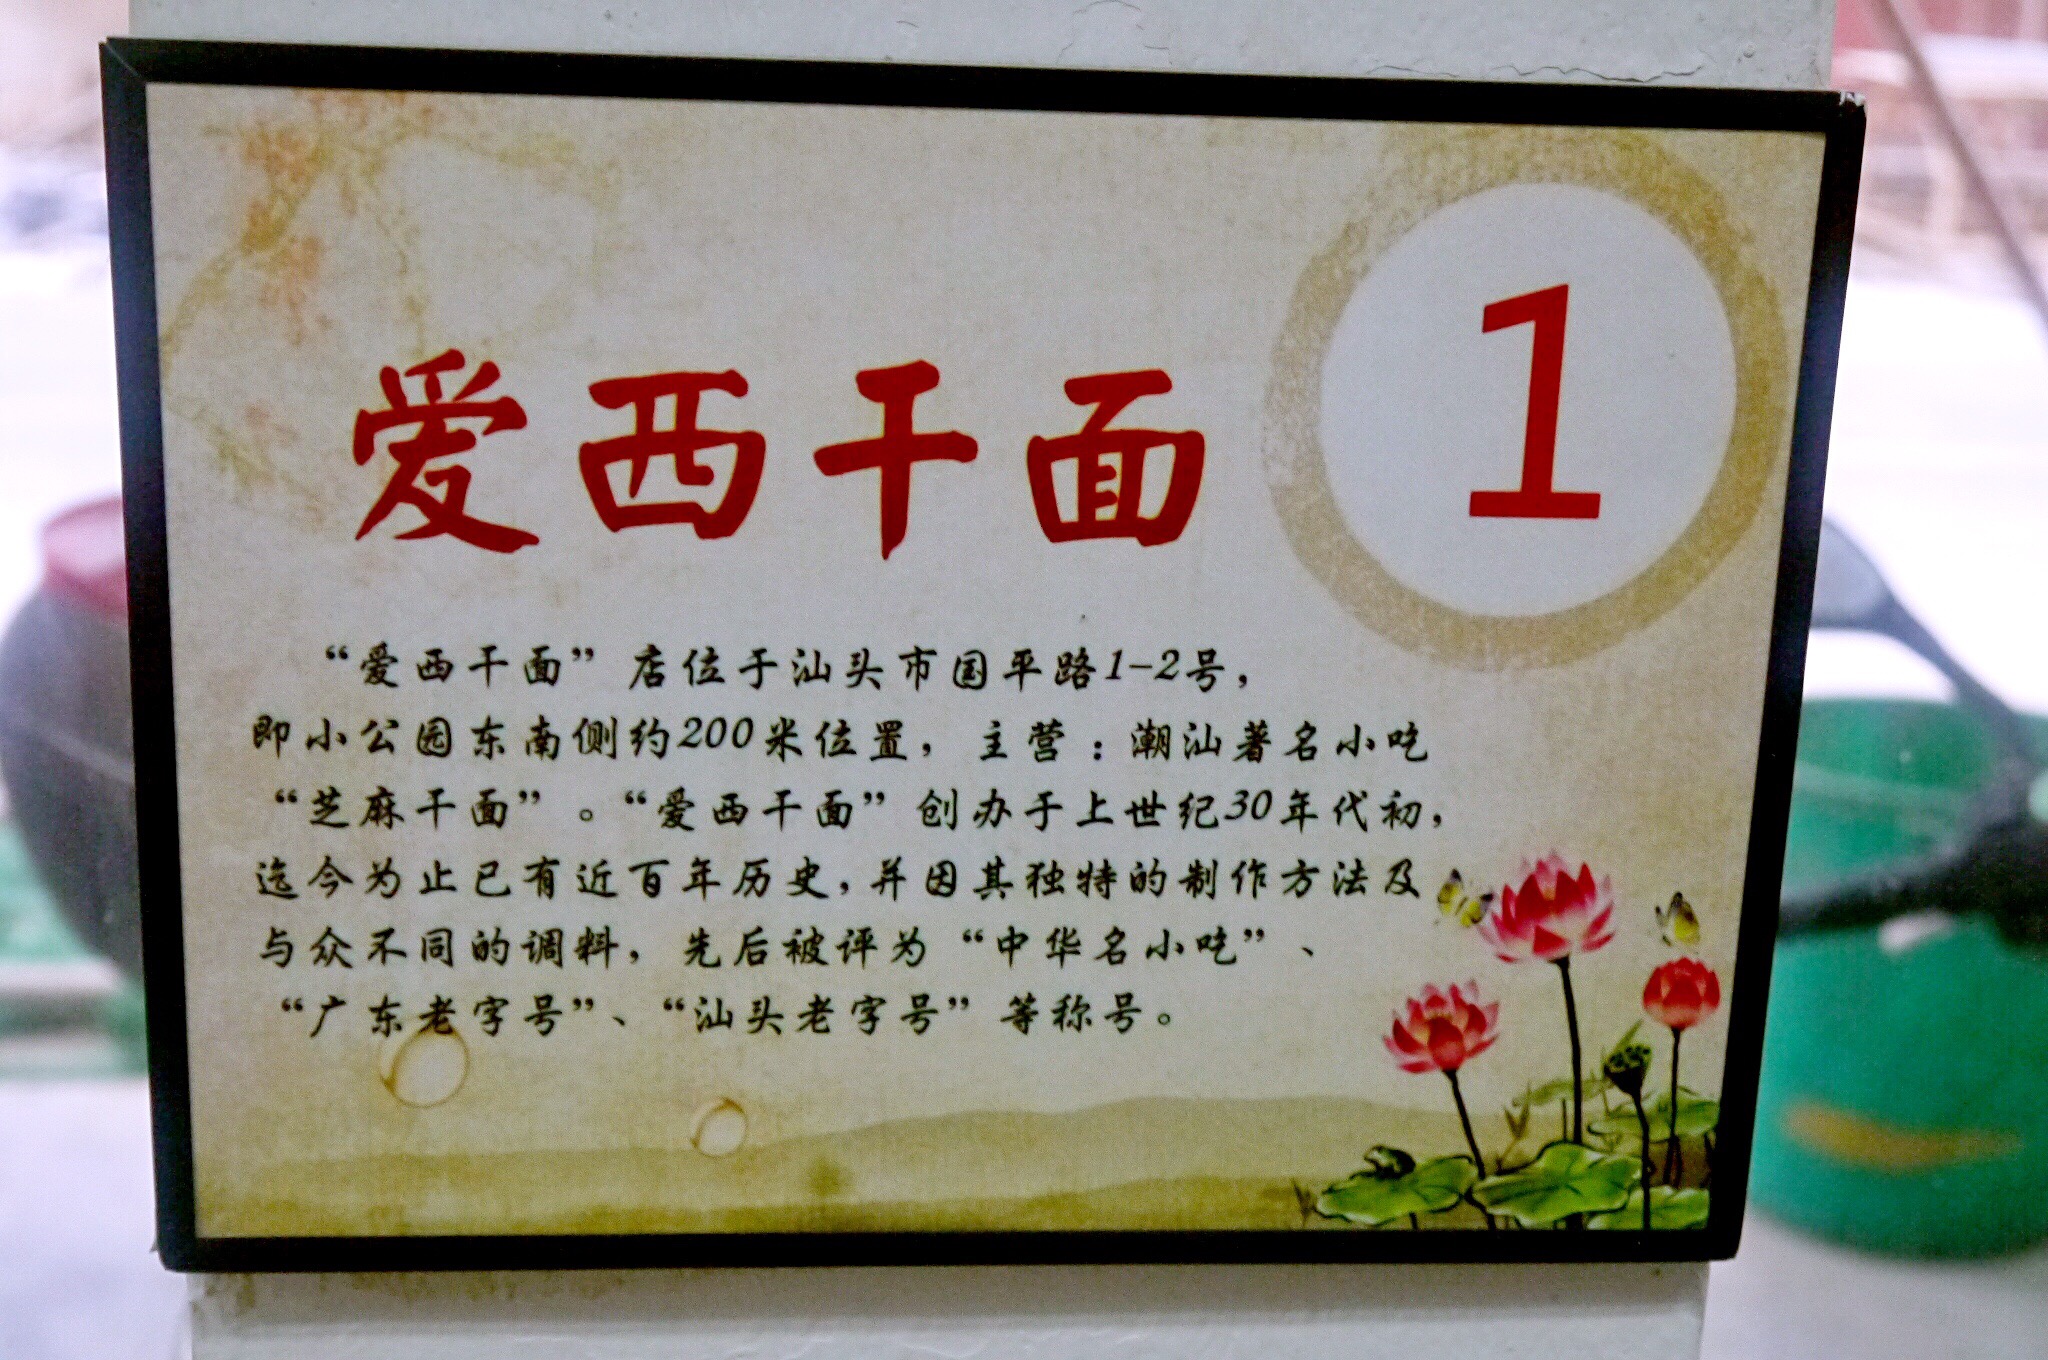 爱西干面
1
“爱西干面”店位于汕头市国平路1-2号，
即小公园东南侧约200米位置，主营：潮汕著名小吃
“芝麻干面”。“爱西干面”创办于上世纪30年代初，
迄今为止已有近百年历史，并因其独特的制作方法及
与众不同的调料，先后被评为“中华名小吃”、
“广东老字号”、“汕头老字号”等称号。